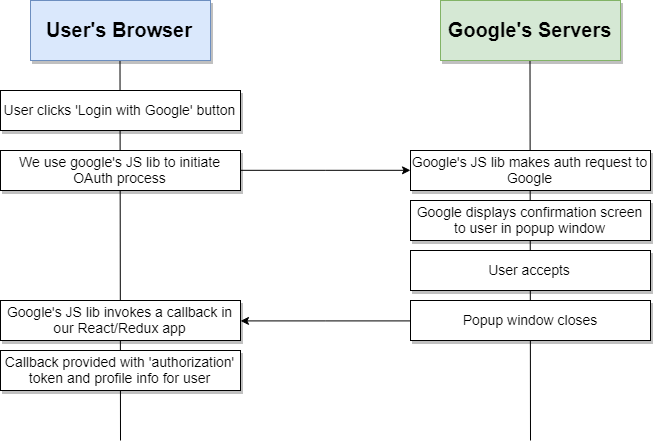 User's Browser
Google's Servers
User clicks 'Login with Google' button
We use google's JS lib to initiate
OAuth process
Google's JS lib makes auth request to
Google
Google displays confirmation screen
to user in popup window
User accepts
Google's JS lib invokes a callback in
our React/Redux app
Popup window closes
Callback provided with 'authorization'
token and profile info for user